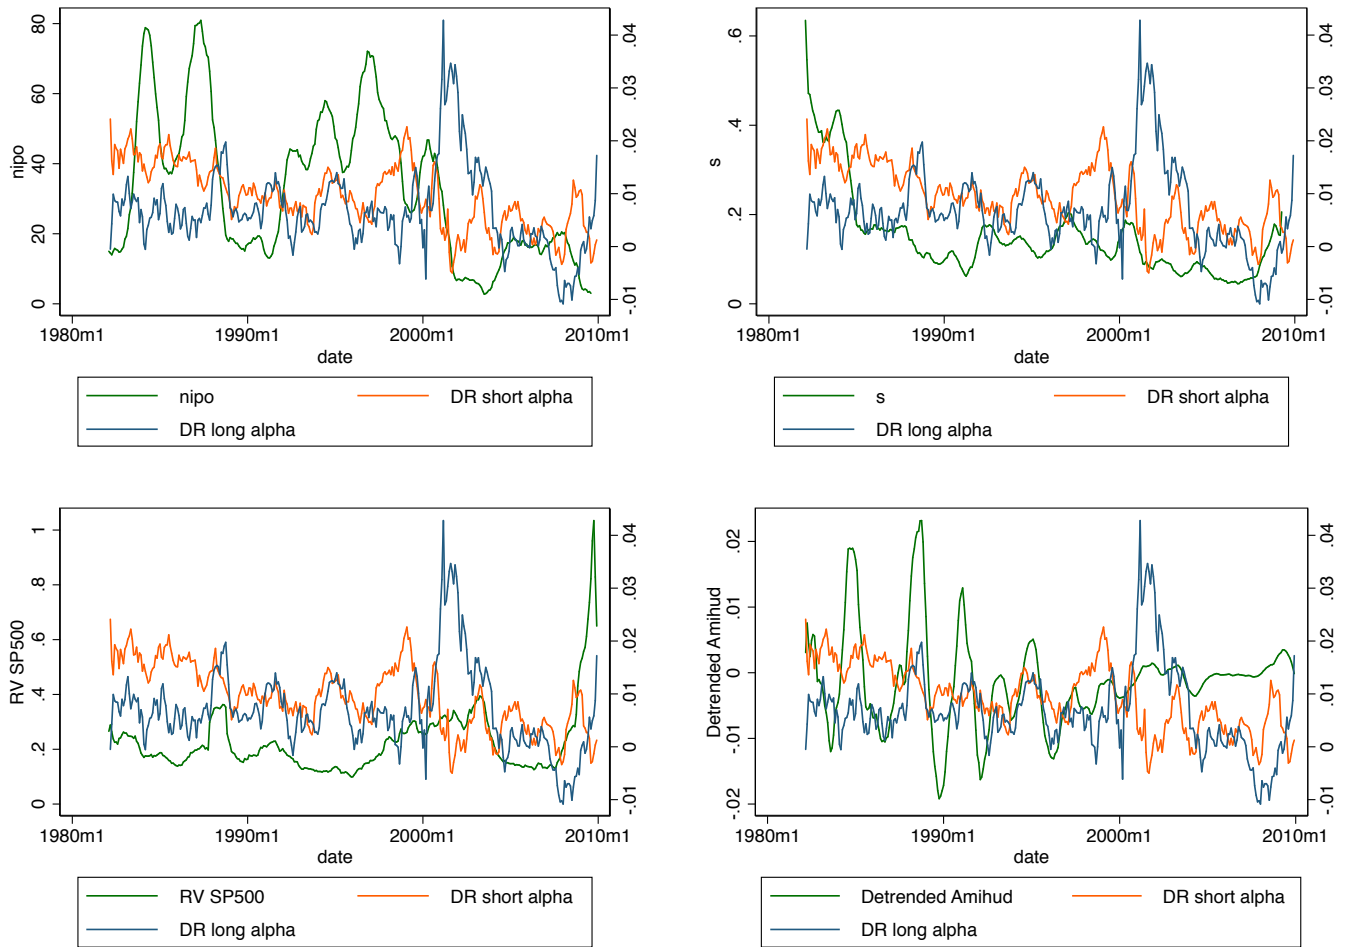 80
60
40
20
0
nipo
.04
.03
.02
.01
0
-.01
1980m1 1990m1 2000m1 2010m1
date
nipo DR short alpha
DR long alpha
.6
.4
.2
0
s
.04
.03
.02
.01
0
-.01
1980m1 1990m1 2000m1 2010m1
date
s DR short alpha
DR long alpha
1
.8
.6
.4
.2
0
RV SP500
.04
.03
.02
.01
0
-.01
1980m1 1990m1 2000m1 2010m1
date
RV SP500 DR short alpha
DR long alpha
.02
.01
0
-.01
-.02
Detrended Amihud
.04
.03
.02
.01
0
-.01
1980m1 1990m1 2000m1 2010m1
date
Detrended Amihud DR short alpha
DR long alpha